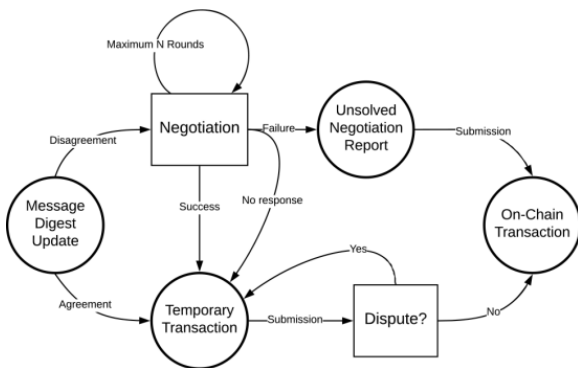 Maximum N Rounds
Negotiation
Failure
Unsolved
Negotiation
Report
Submission
Disagreement
Message
Digest
Update
Success
No response
On-Chain
Transaction
Yes
Agreement
Temporary
Transaction
Submission
Dispute?
No